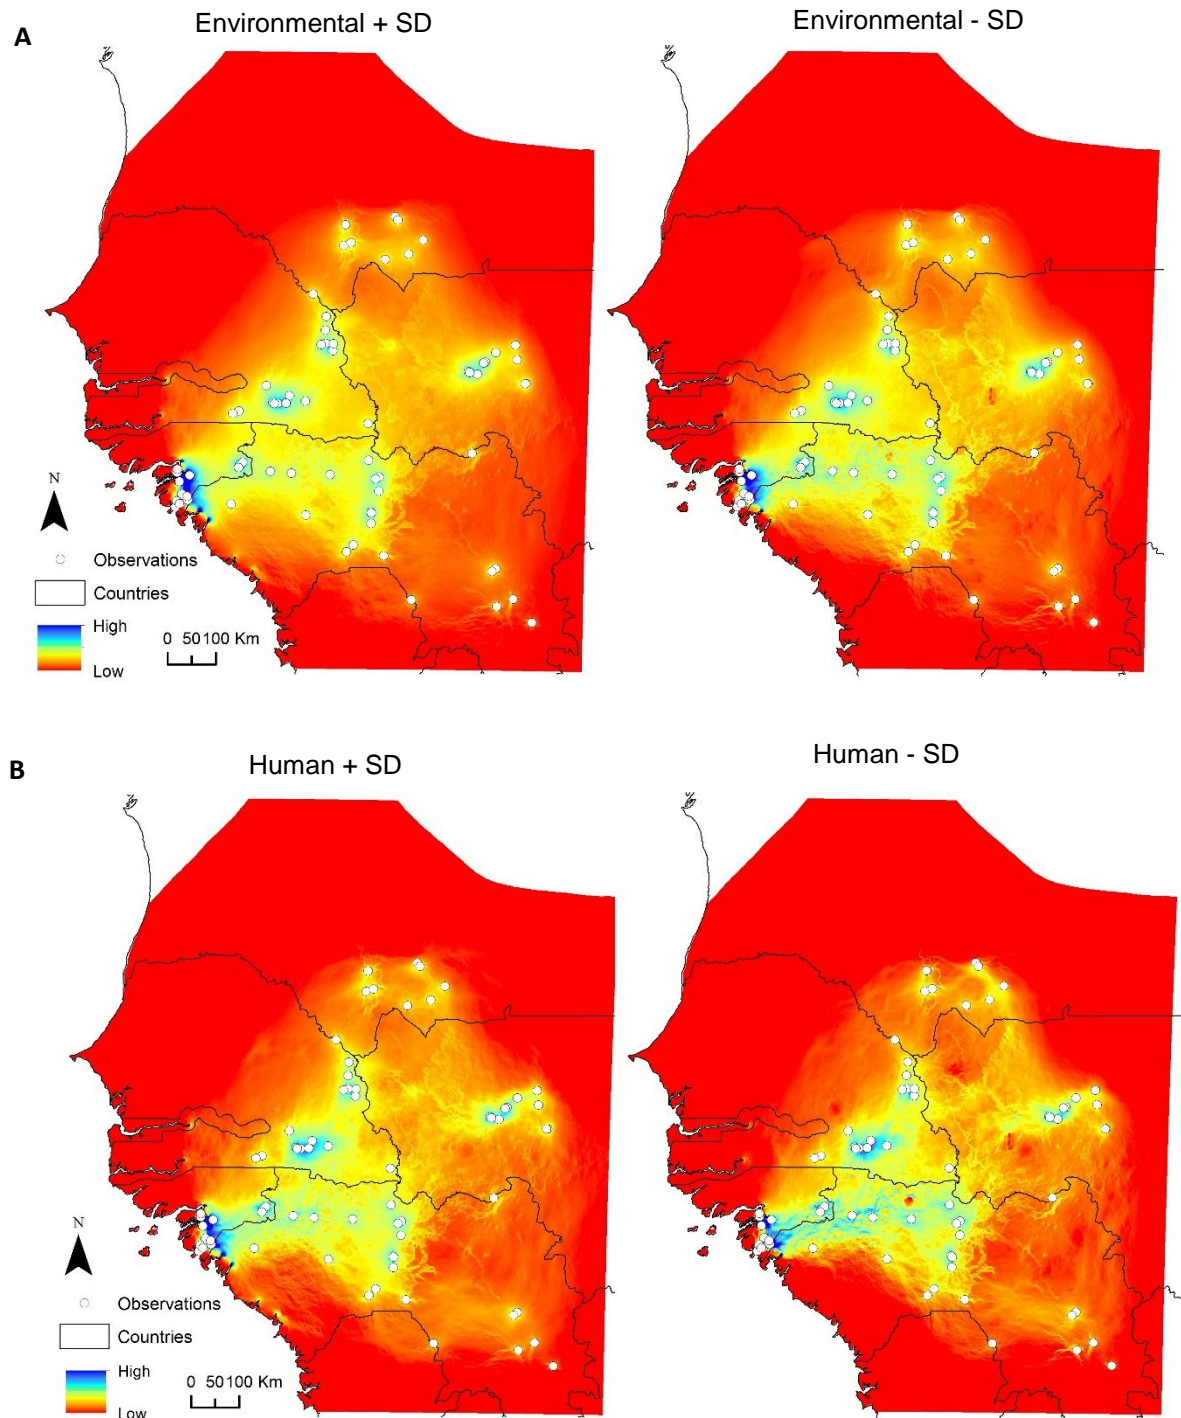 A
Environmental + SD
Environmental - SD
N
Observations
Countries
High
Low
0 50100 Km
B
Human + SD
Human - SD
N
Observations
Countries
High
Low
0 50100 Km